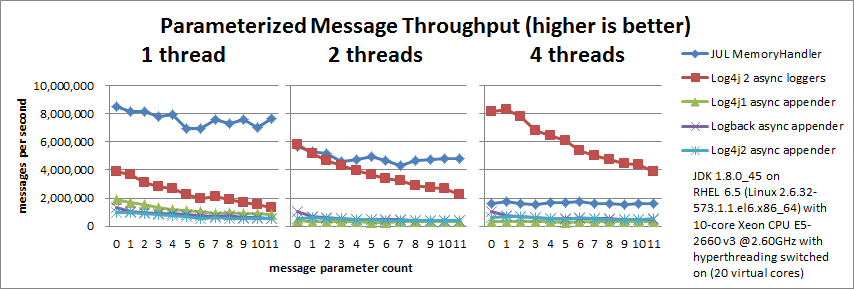 Parameterized Message Throughput (higher is better)
1 thread
2 threads
4 threads
messages per second
10,000,000
8,000,000
6,000,000
4,000,000
2,000,000
0
0 1 2 3 4 5 6 7 8 9 10 11
0 1 2 3 4 5 6 7 8 9 10 11
0 1 2 3 4 5 6 7 8 9 10 11
message parameter count
JUL MemoryHandler
Log4j 2 async loggers
Log4j1 async appender
Logback async appender
Log4j2 async appender
JDK 1.8.0_45 on
RHEL 6.5 (Linux 2.6.32-
573.1.1.el6.x86_64) with
10-core Xeon CPU E5-
2660 v3 @2.60GHz with
hyperthreading switched
on (20 virtual cores)